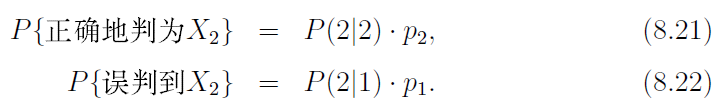 P{正确地判为X₂} = P(2|2) · p₂, (8.21)
P{误判到X₂} = P(2|1) · p₁. (8.22)